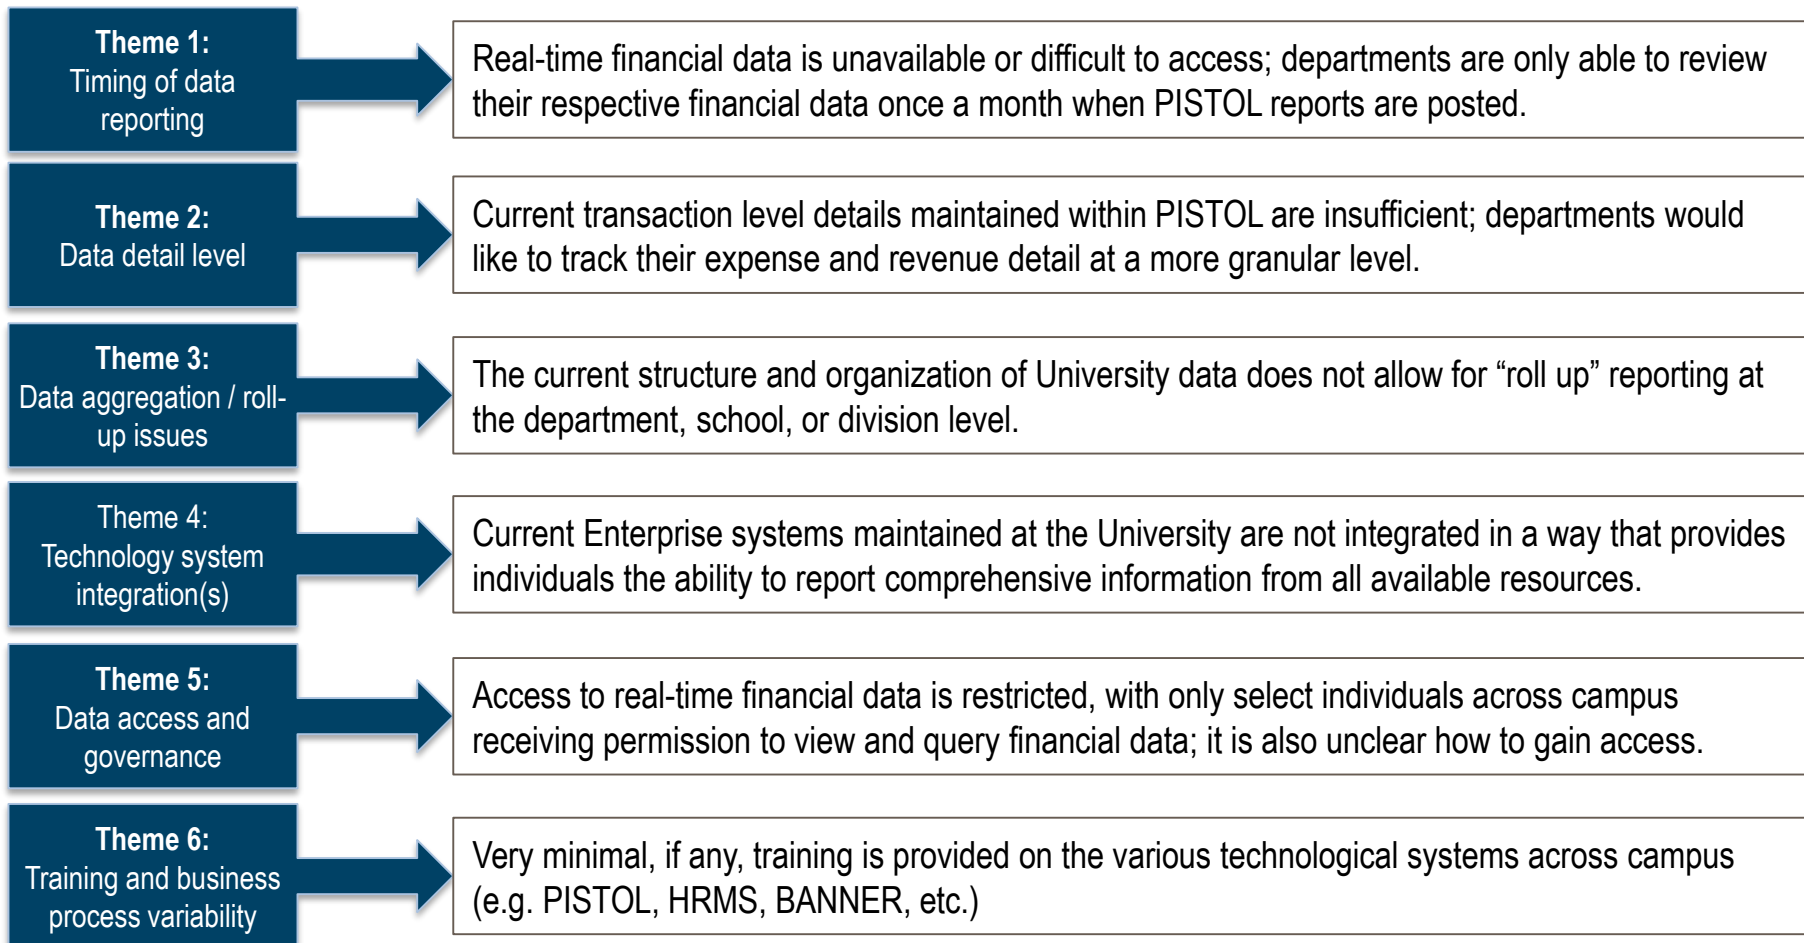 Theme 1:
Timing of data
reporting
Real-time financial data is unavailable or difficult to access; departments are only able to review
their respective financial data once a month when PISTOL reports are posted.
Theme 2:
Data detail level
Current transaction level details maintained within PISTOL are insufficient; departments would
like to track their expense and revenue detail at a more granular level.
Theme 3:
Data aggregation / roll-
up issues
The current structure and organization of University data does not allow for “roll up” reporting at
the department, school, or division level.
Theme 4:
Technology system
integration(s)
Current Enterprise systems maintained at the University are not integrated in a way that provides
individuals the ability to report comprehensive information from all available resources.
Theme 5:
Data access and
governance
Access to real-time financial data is restricted, with only select individuals across campus
receiving permission to view and query financial data; it is also unclear how to gain access.
Theme 6:
Training and business
process variability
Very minimal, if any, training is provided on the various technological systems across campus
(e.g. PISTOL, HRMS, BANNER, etc.)